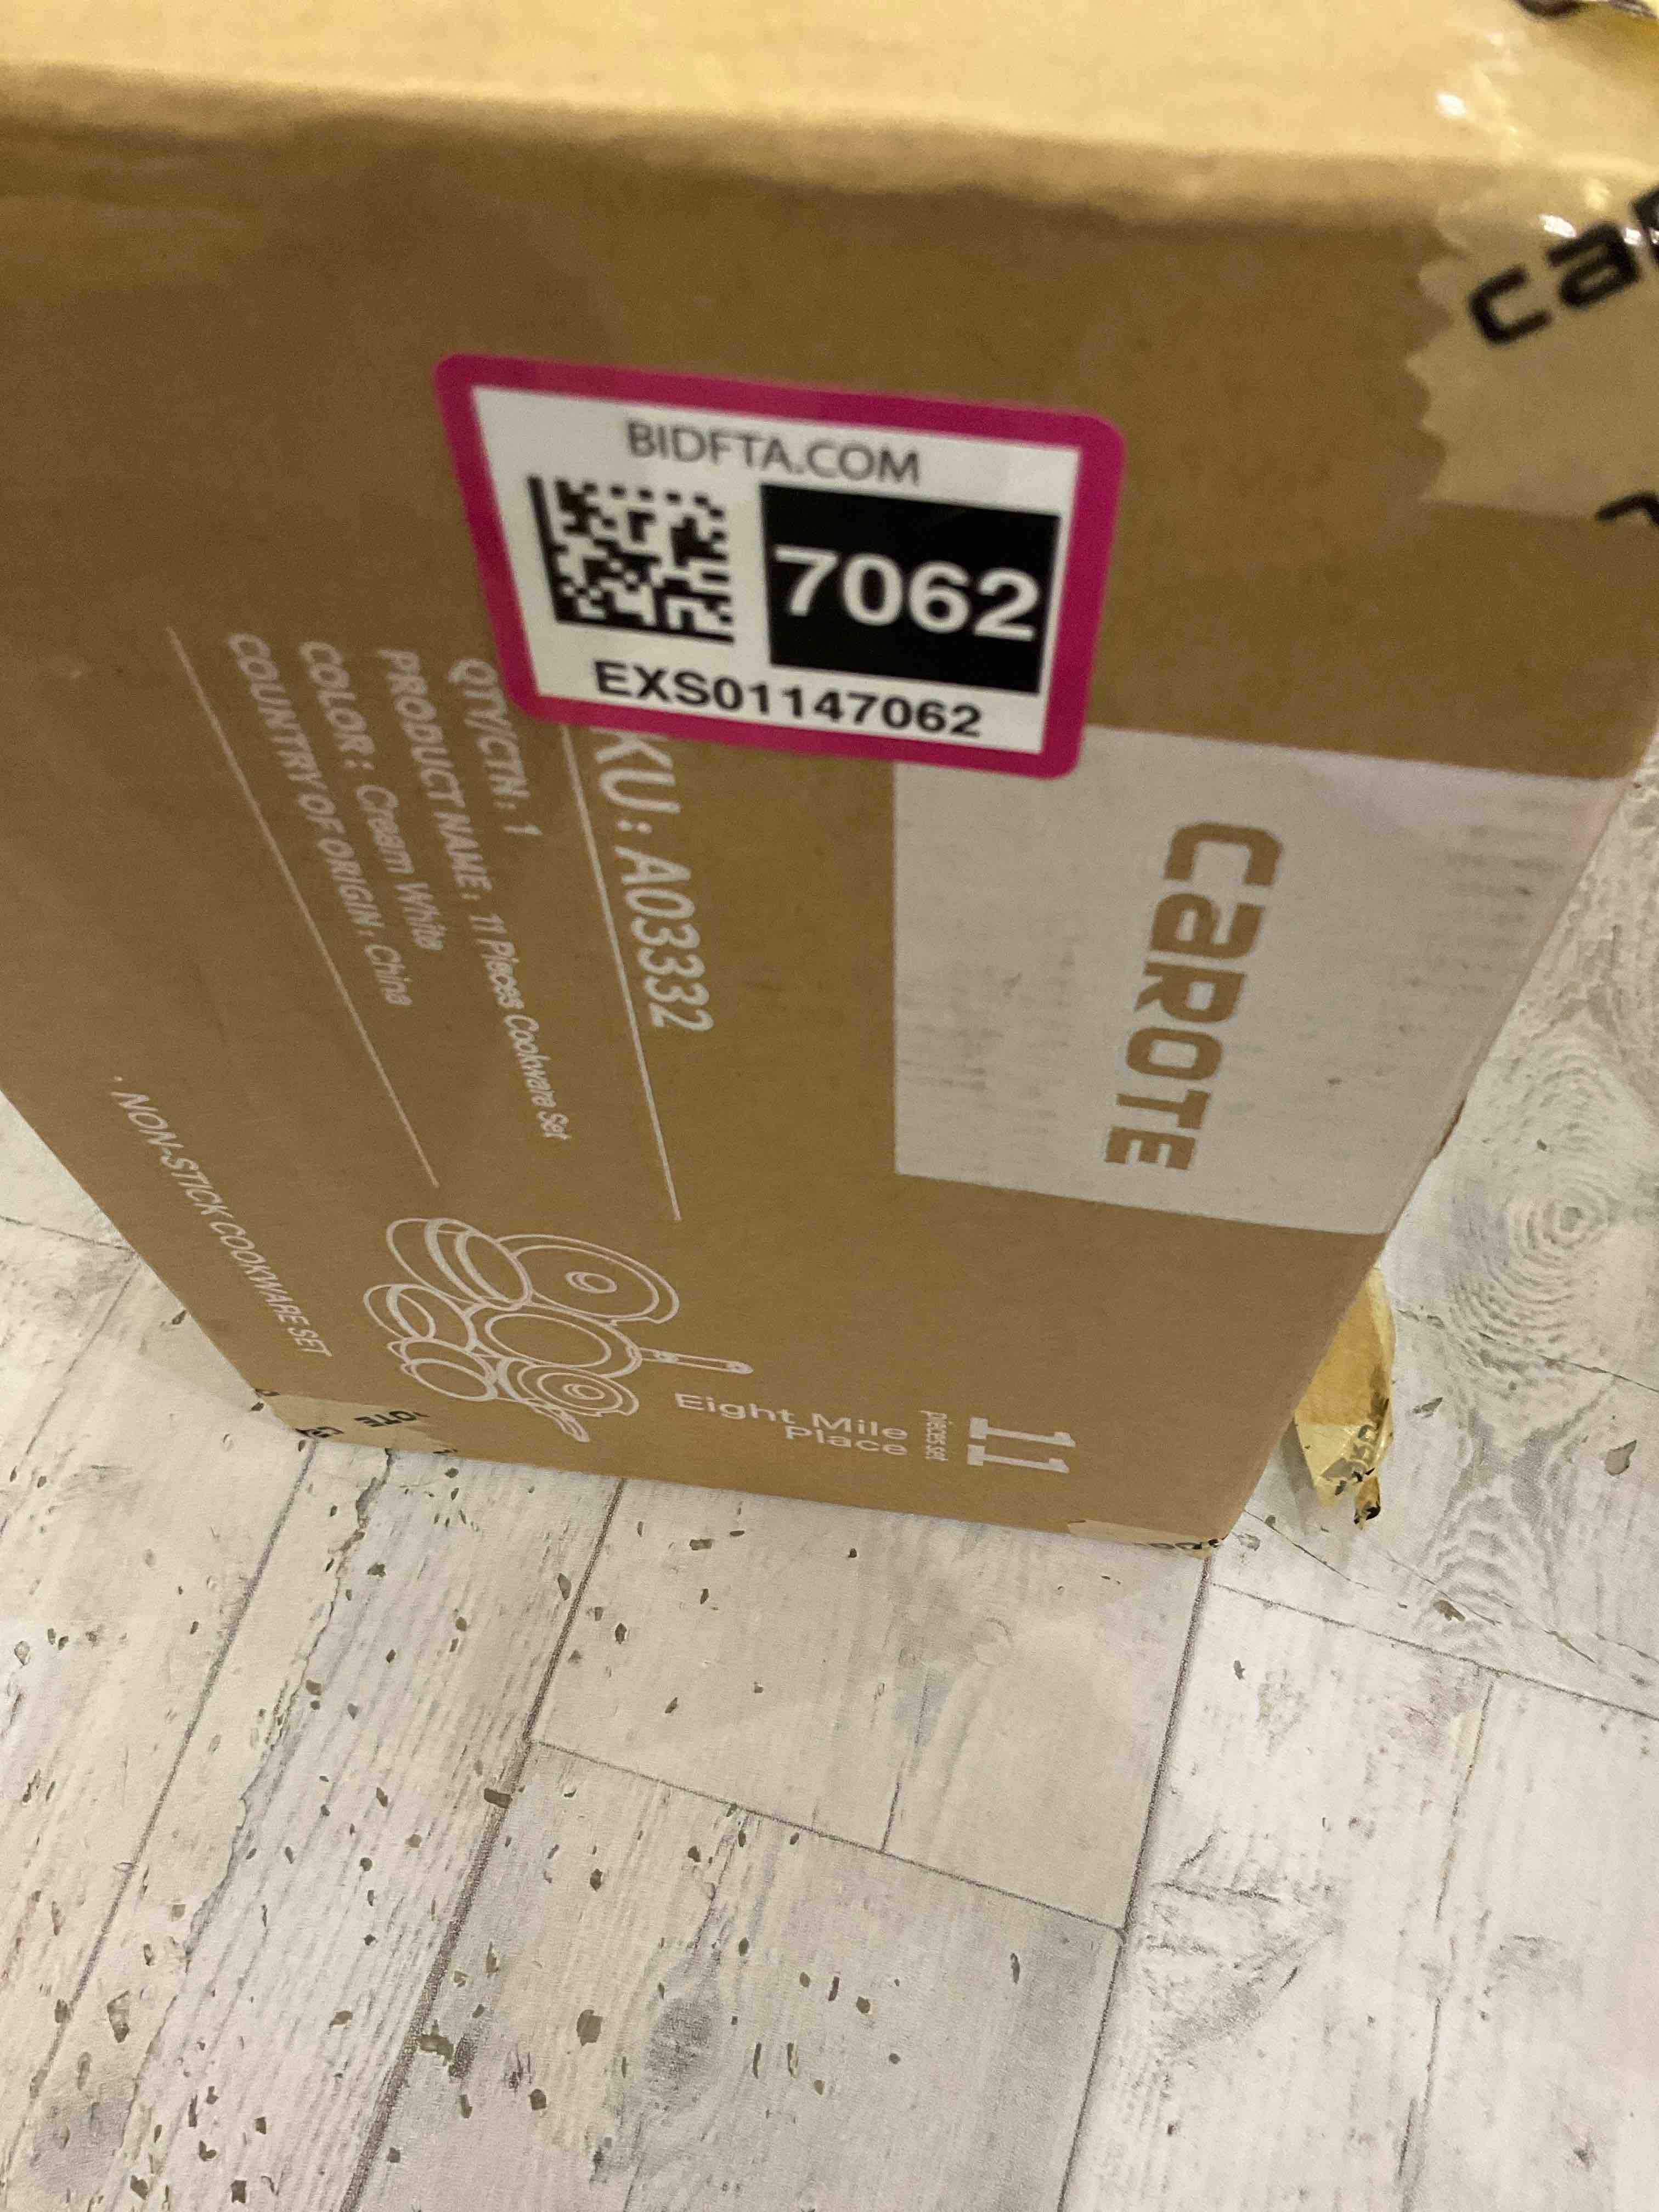 BIDFTA.COM
7062
EXS01147062
caROTE
KU: A03332
QTY/CTN: 1
PRODUCT NAME: 11 Pieces Cookware Set
COLOR: Cream White
COUNTRY OF ORIGIN: China
NON-STICK COOKWARE SET
11
pieces set
Eight Mile
Place
ca
OTE